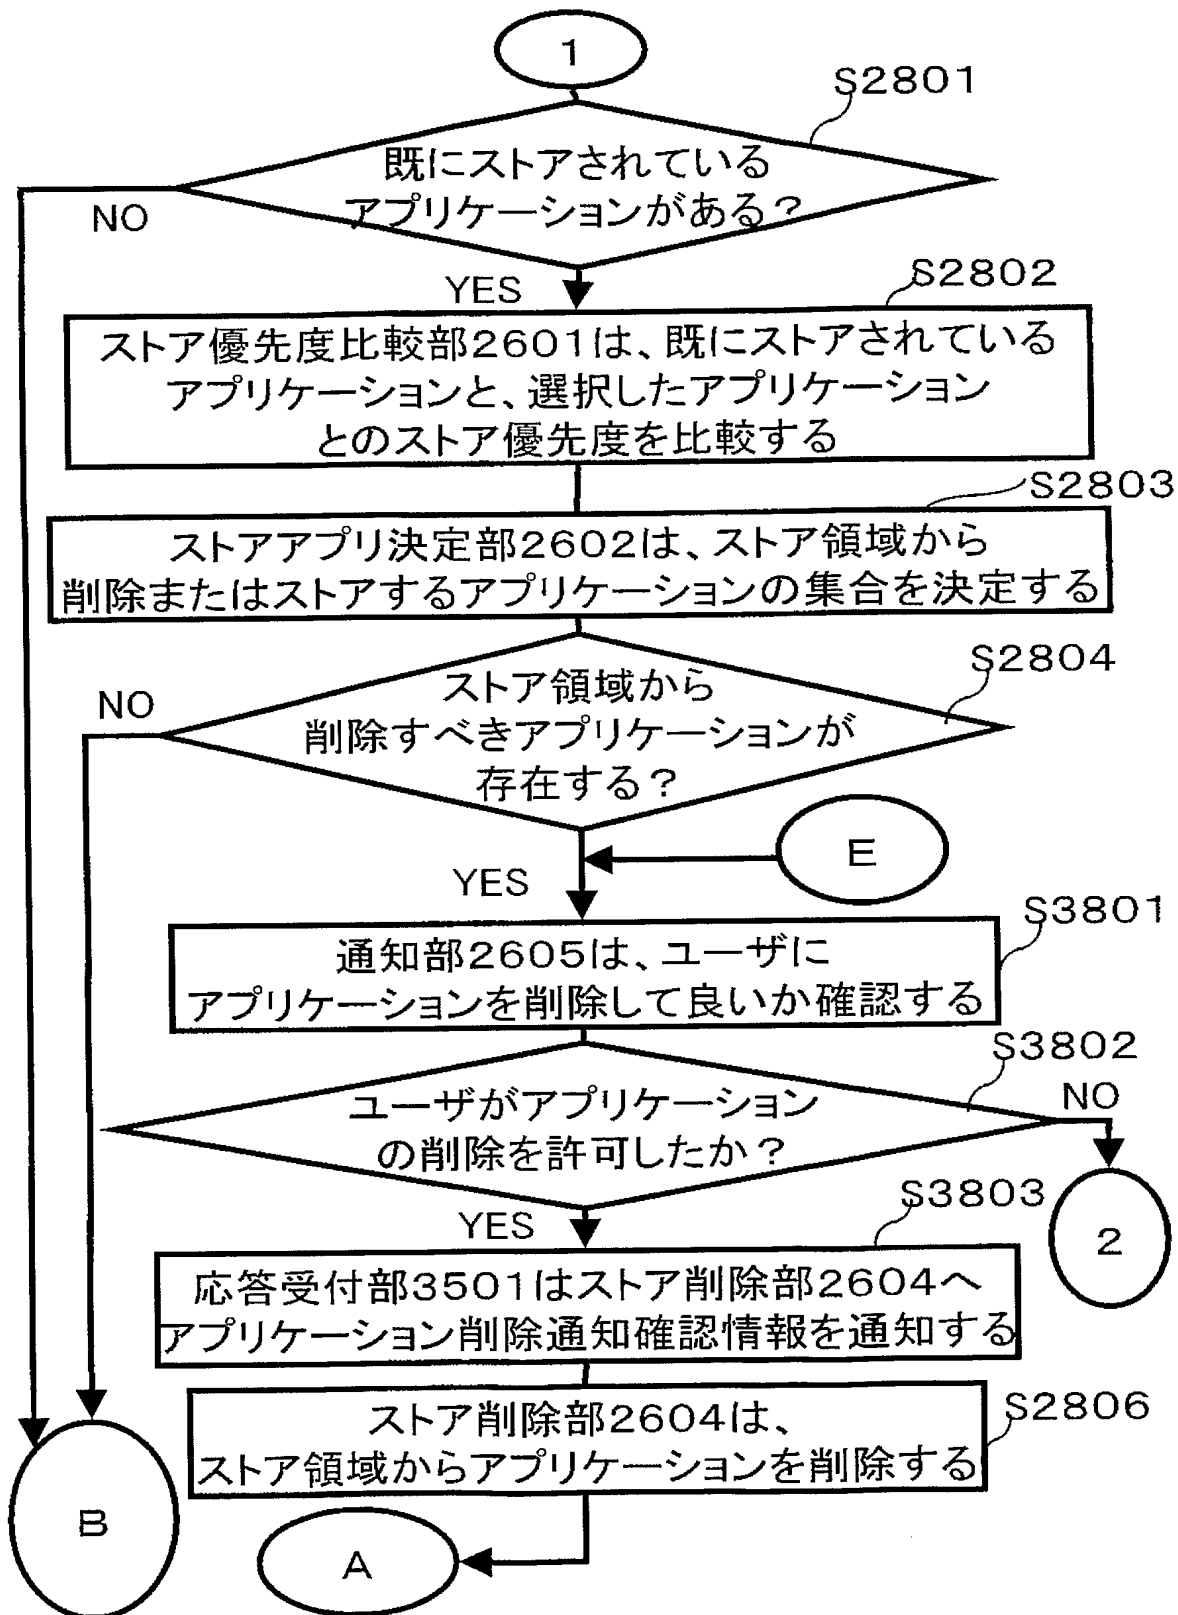 1
S2801
既にストアされている
アプリケーションがある？
NO
YES
S2802
ストア優先度比較部2601は、既にストアされている
アプリケーションと、選択したアプリケーション
とのストア優先度を比較する
S2803
ストアアプリ決定部2602は、ストア領域から
削除またはストアするアプリケーションの集合を決定する
S2804
NO
ストア領域から
削除すべきアプリケーションが
存在する？
E
YES
S3801
通知部2605は、ユーザに
アプリケーションを削除して良いか確認する
S3802
NO
ユーザがアプリケーション
の削除を許可したか？
S3803
YES
2
応答受付部3501はストア削除部2604へ
アプリケーション削除通知確認情報を通知する
S2806
ストア削除部2604は、
ストア領域からアプリケーションを削除する
B
A